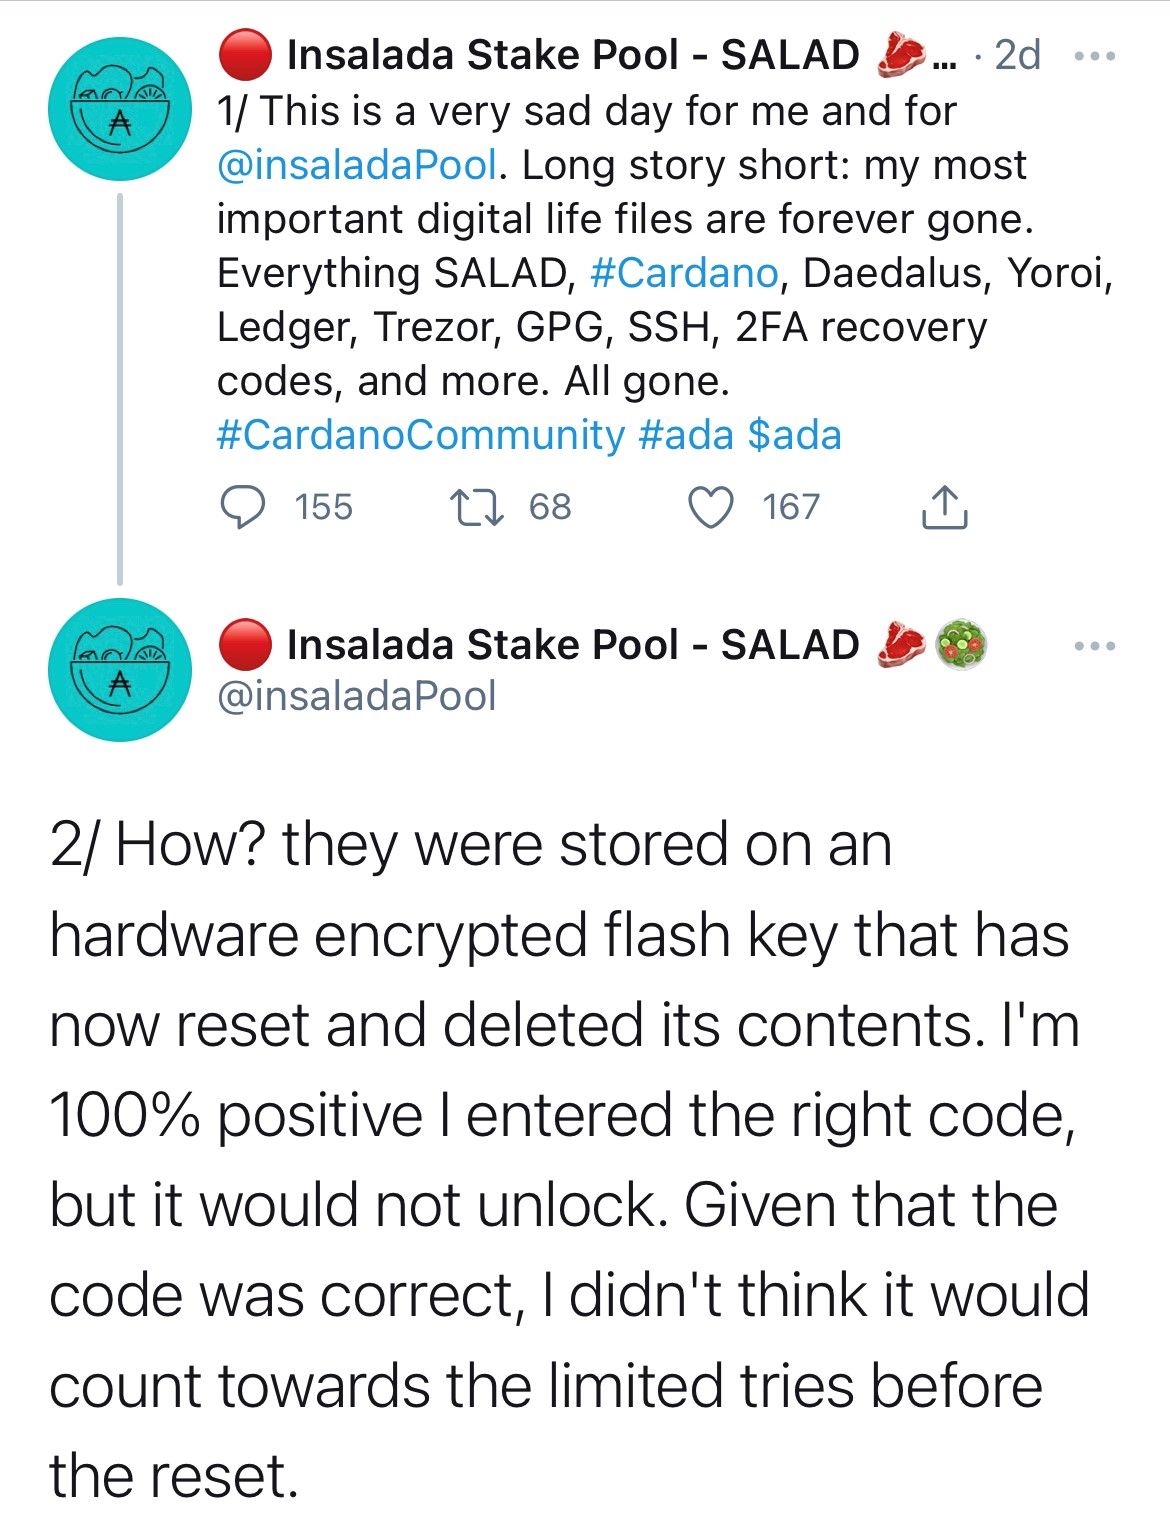 🔴 Insalada Stake Pool - SALAD 🥩... · 2d
1/ This is a very sad day for me and for
@insaladaPool. Long story short: my most
important digital life files are forever gone.
Everything SALAD, #Cardano, Daedalus, Yoroi,
Ledger, Trezor, GPG, SSH, 2FA recovery
codes, and more. All gone.
#CardanoCommunity #ada $ada
155 68 167
🔴 Insalada Stake Pool - SALAD 🥩🥗
@insaladaPool
2/ How? they were stored on an
hardware encrypted flash key that has
now reset and deleted its contents. I'm
100% positive I entered the right code,
but it would not unlock. Given that the
code was correct, I didn't think it would
count towards the limited tries before
the reset.